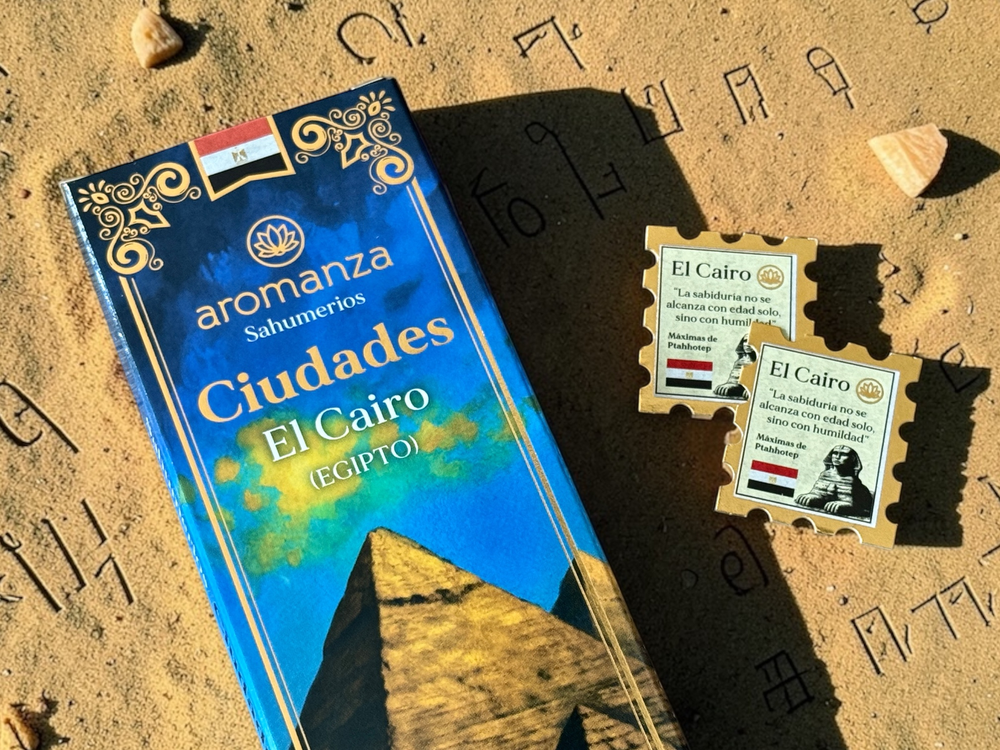 aromanza
Sahumerios
Ciudades
El Cairo
(EGIPTO)
El Cairo
"La sabiduría no se
alcanza con edad solo,
sino con humildad"
Máximas de
Ptahhotep
El Cairo
"La sabiduría no se
alcanza con edad solo,
sino con humildad"
Máximas de
Ptahhotep